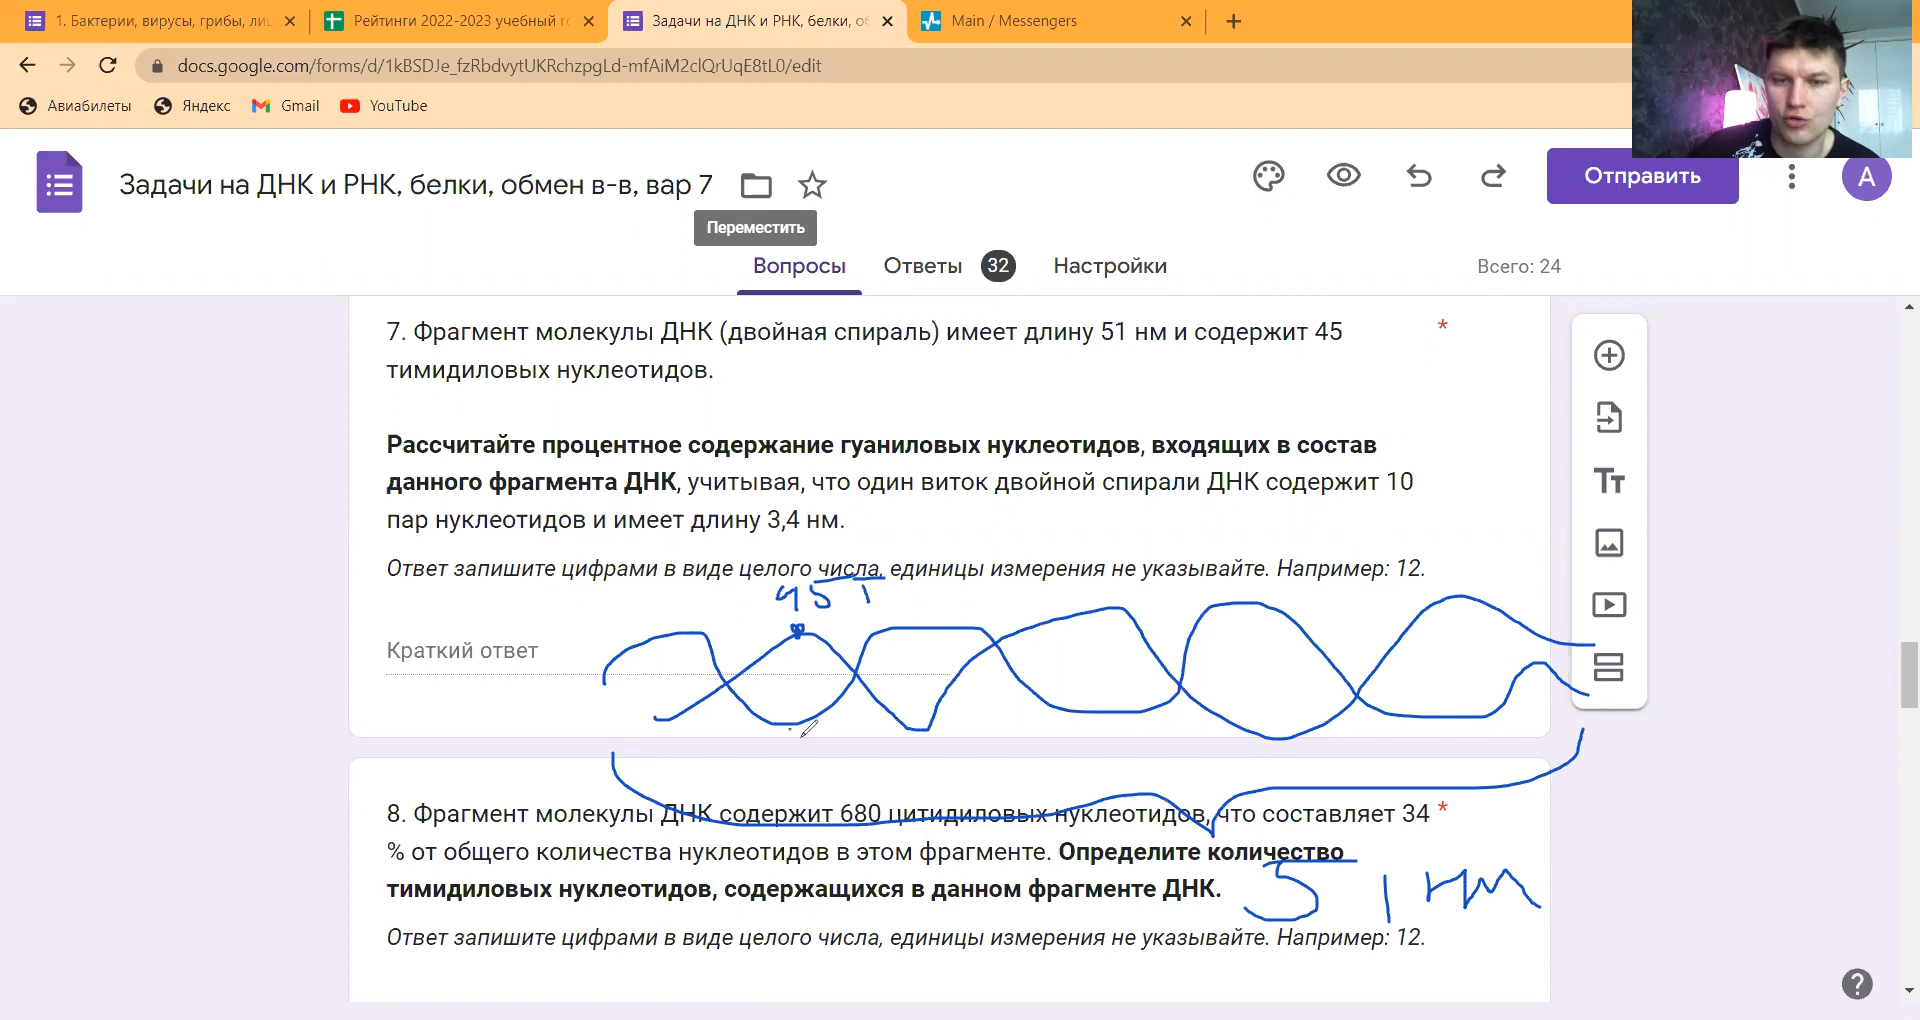 1. Бактерии, вирусы, грибы, ли
Рейтинги 2022-2023 учебный г
Задачи на ДНК и РНК, белки, об
Main / Messengers
docs.google.com/forms/d/1kBSDJe_fzRbdvytUKRchzpgLd-mfAiM2clQrUqE8tL0/edit
Авиабилеты
Яндекс
Gmail
YouTube
Задачи на ДНК и РНК, белки, обмен в-в, вар 7
Отправить
А
Переместить
Вопросы
Ответы 32
Настройки
Всего: 24
7. Фрагмент молекулы ДНК (двойная спираль) имеет длину 51 нм и содержит 45 *
тимидиловых нуклеотидов.
Рассчитайте процентное содержание гуаниловых нуклеотидов, входящих в состав
данного фрагмента ДНК, учитывая, что один виток двойной спирали ДНК содержит 10
пар нуклеотидов и имеет длину 3,4 нм.
Ответ запишите цифрами в виде целого числа, единицы измерения не указывайте. Например: 12.
45 Т
Краткий ответ
Тт
8. Фрагмент молекулы ДНК содержит 680 цитидиловых нуклеотидов, что составляет 34 *
% от общего количества нуклеотидов в этом фрагменте. Определите количество
тимидиловых нуклеотидов, содержащихся в данном фрагменте ДНК.
51 нм
Ответ запишите цифрами в виде целого числа, единицы измерения не указывайте. Например: 12.